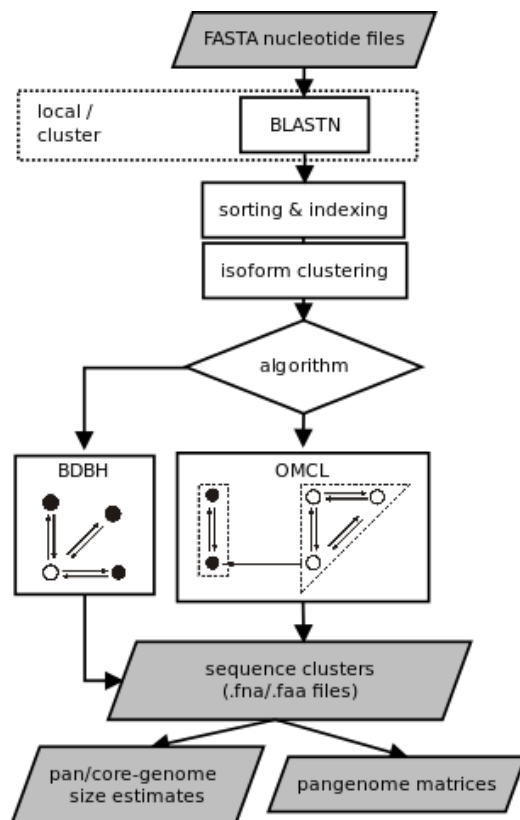 FASTA nucleotide files
local /
cluster
BLASTN
sorting & indexing
isoform clustering
algorithm
BDBH
OMCL
sequence clusters
(.fna/.faa files)
pan/core-genome
size estimates
pangenome matrices